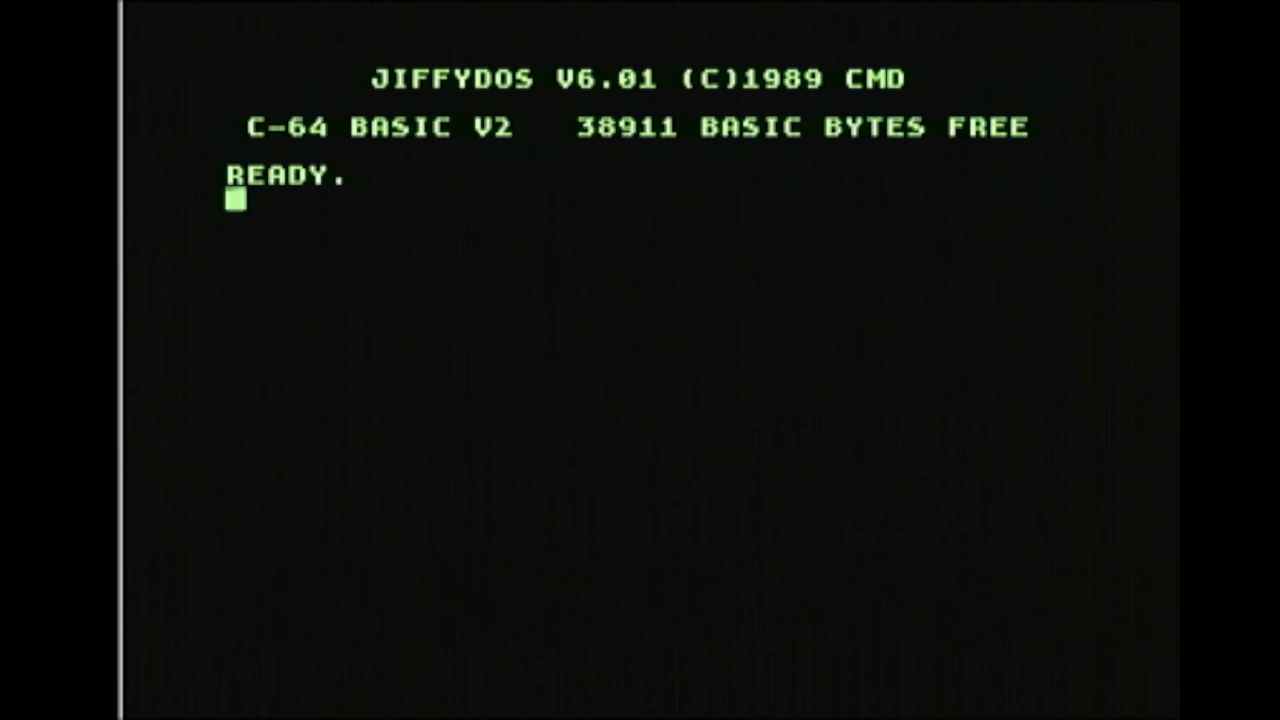 JIFFYDOS V6.01 (C)1989 CMD
C-64 BASIC V2   38911 BASIC BYTES FREE
READY.